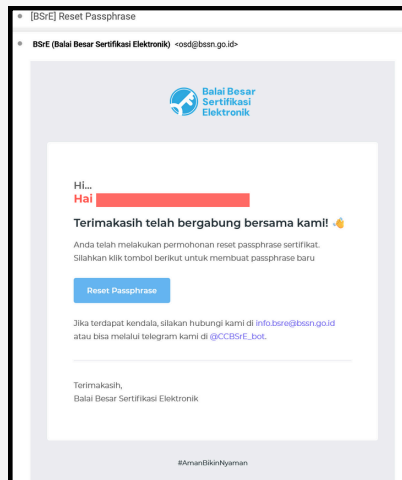 [BSrE] Reset Passphrase
BSrE (Balai Besar Sertifikasi Elektronik) <osd@bssn.go.id>
Balai Besar
Sertifikasi
Elektronik
Hi...
Hai
Terimakasih telah bergabung bersama kami! 👋
Anda telah melakukan permohonan reset passphrase sertifikat.
Silahkan klik tombol berikut untuk membuat passphrase baru
Reset Passphrase
Jika terdapat kendala, silakan hubungi kami di info.bsre@bssn.go.id
atau bisa melalui telegram kami di @CCBSrE_bot.
Terimakasih,
Balai Besar Sertifikasi Elektronik
#AmanBikinNyaman